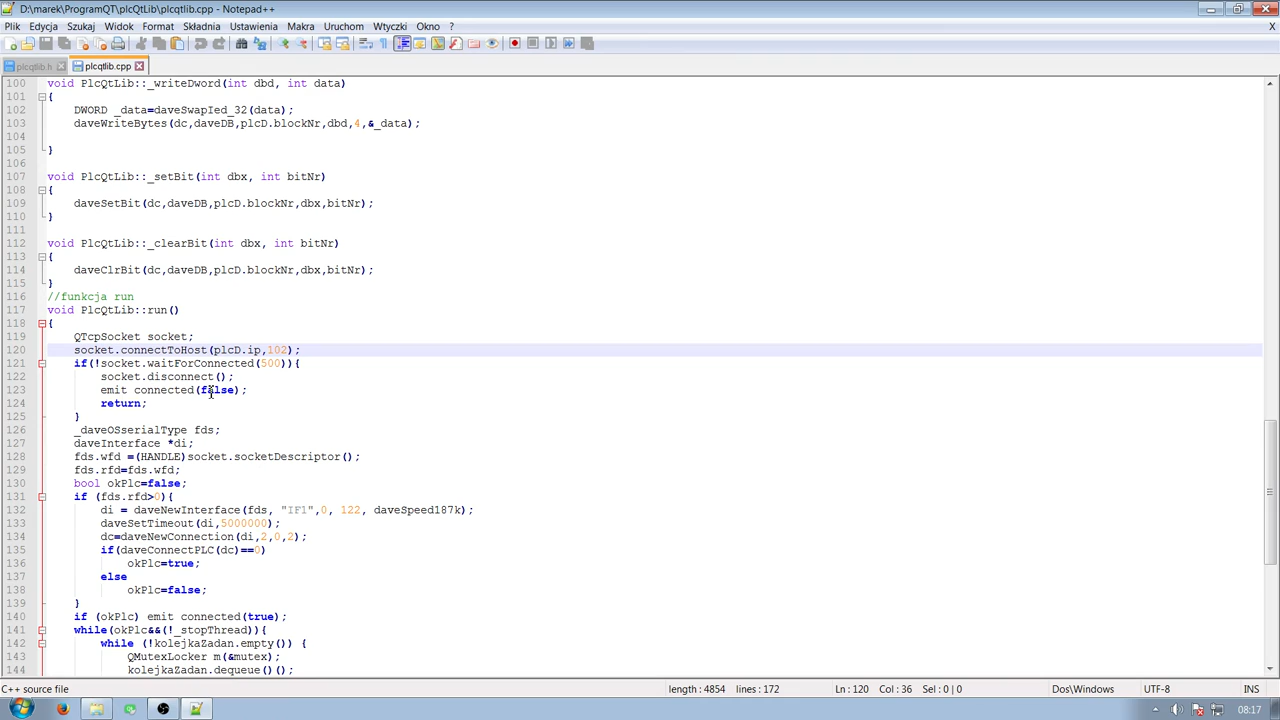 D:\marek\ProgramQT\plcQtLib\plcqtlib.cpp - Notepad++
Plik Edycja Szukaj Widok Format Składnia Ustawienia Makra Uruchom Wtyczki Okno ?
plcqtlib.h plcqtlib.cpp
100 void PlcQtLib::_writeDword(int dbd, int data)
101 {
102 DWORD _data=daveSwapIed_32(data);
103 daveWriteBytes(dc,daveDB,plcD.blockNr,dbd,4,&_data);
104
105 }
106
107 void PlcQtLib::_setBit(int dbx, int bitNr)
108 {
109 daveSetBit(dc,daveDB,plcD.blockNr,dbx,bitNr);
110 }
111
112 void PlcQtLib::_clearBit(int dbx, int bitNr)
113 {
114 daveClrBit(dc,daveDB,plcD.blockNr,dbx,bitNr);
115 }
116 //funkcja run
117 void PlcQtLib::run()
118 {
119 QTcpSocket socket;
120 socket.connectToHost(plcD.ip,102);
121 if(!socket.waitForConnected(500)){
122 socket.disconnect();
123 emit connected(false);
124 return;
125 }
126 _daveOSserialType fds;
127 daveInterface *di;
128 fds.wfd =(HANDLE)socket.socketDescriptor();
129 fds.rfd=fds.wfd;
130 bool okPlc=false;
131 if (fds.rfd>0){
132 di = daveNewInterface(fds, "IF1",0, 122, daveSpeed187k);
133 daveSetTimeout(di,5000000);
134 dc=daveNewConnection(di,2,0,2);
135 if(daveConnectPLC(dc)==0)
136 okPlc=true;
137 else
138 okPlc=false;
139 }
140 if (okPlc) emit connected(true);
141 while(okPlc&&(!_stopThread)){
142 while (!kolejkaZadan.empty()) {
143 QMutexLocker m(&mutex);
144 kolejkaZadan.dequeue()();
C++ source file length : 4854 lines : 172 Ln : 120 Col : 36 Sel : 0 | 0 Dos\Windows UTF-8 INS
08:17